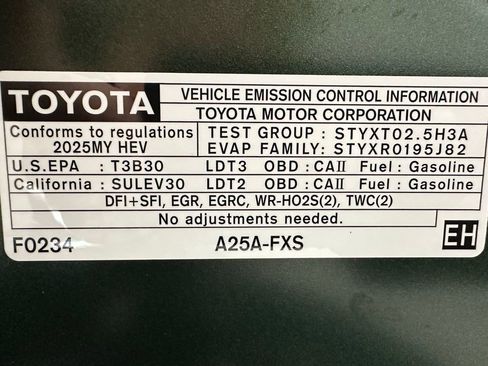 TOYOTA VEHICLE EMISSION CONTROL INFORMATION
TOYOTA MOTOR CORPORATION
Conforms to regulations TEST GROUP : STYXT02.5H3A
2025MY HEV EVAP FAMILY: STYXR0195J82
U.S.EPA : T3B30 LDT3 OBD : CAII Fuel : Gasoline
California : SULEV30 LDT2 OBD : CAII Fuel : Gasoline
DFI+SFI, EGR, EGRC, WR-HO2S(2), TWC(2)
No adjustments needed.
F0234 A25A-FXS EH